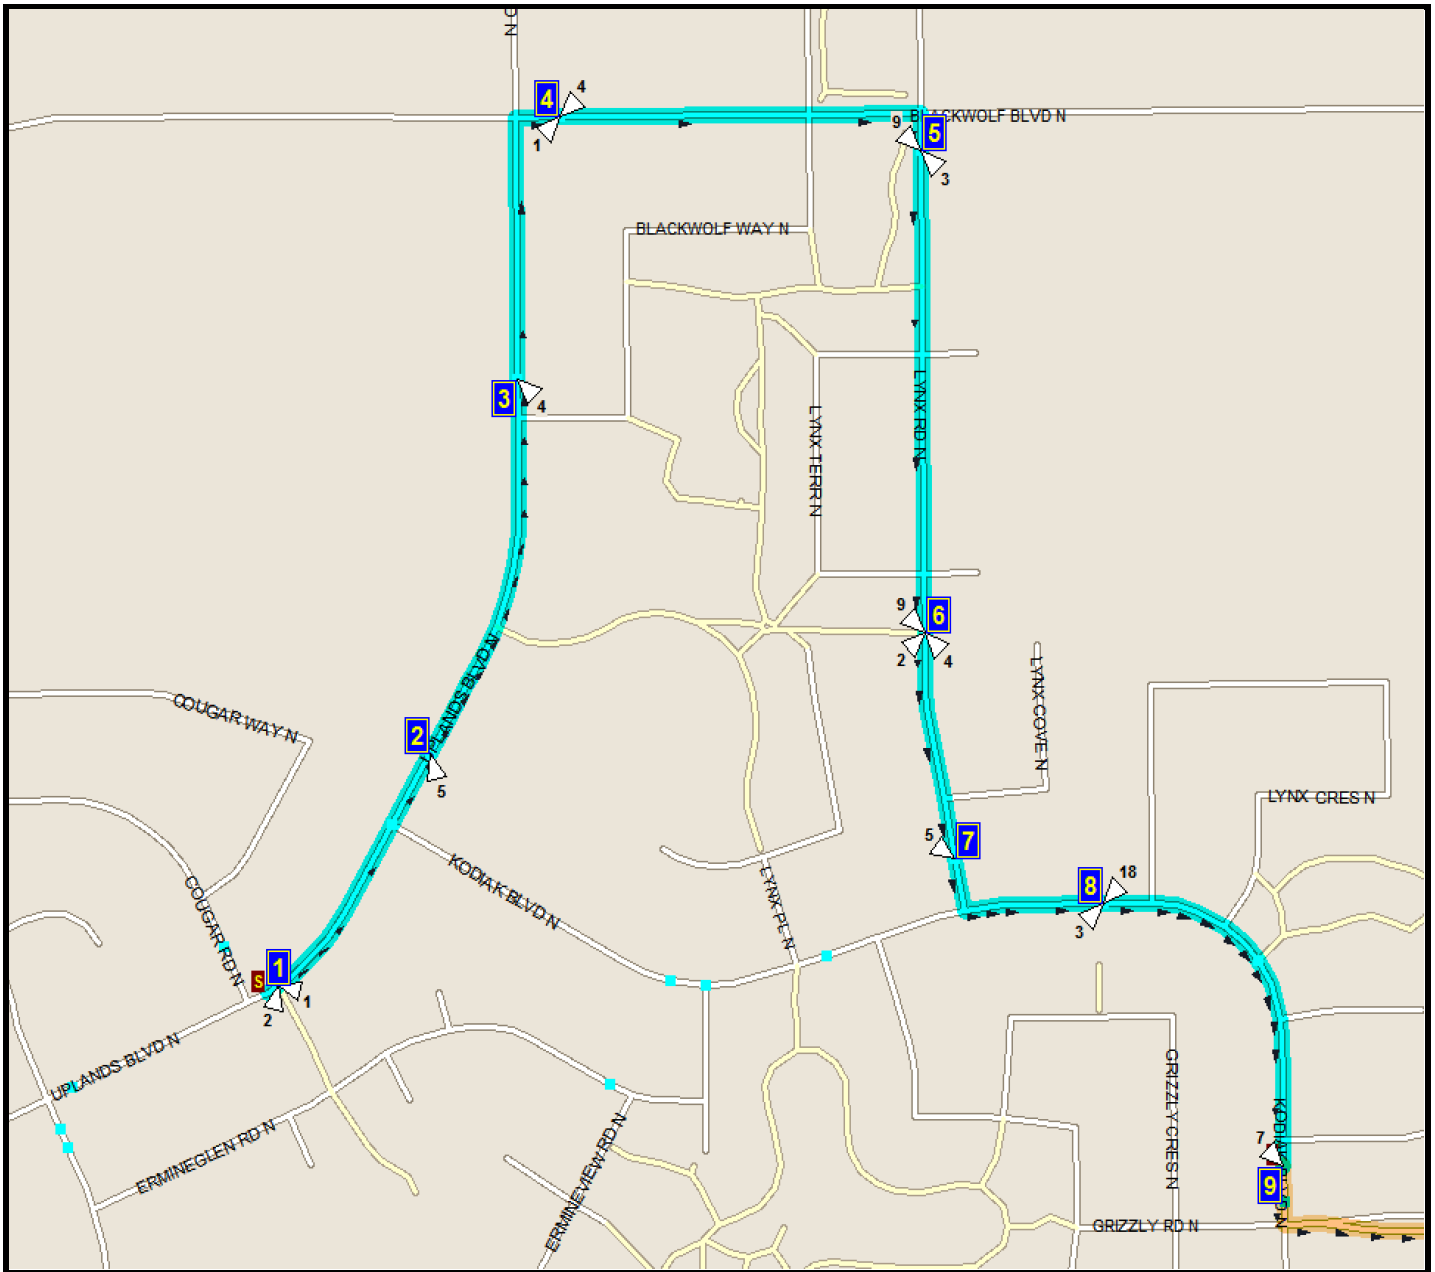 D N
4
4
1
BLACKWOLF BLVD N
9
5
3
BLACKWOLF WAY N
LYNX RD N
3
4
LYNX TERR N
9
6
2
4
UPLANDS BLVD N
LYNX COVE N
COUGAR WAY N
2
5
LYNX CRES N
5
7
KODIAK BLVD N
LYNX PL N
8
18
3
COUGAR RD N
S
1
1
2
UPLANDS BLVD N
ERMINEGLEN RD N
ERMINEVIEW RD N
GRIZZLY CRES N
KODIAK BLVD N
7
9
GRIZZLY RD N